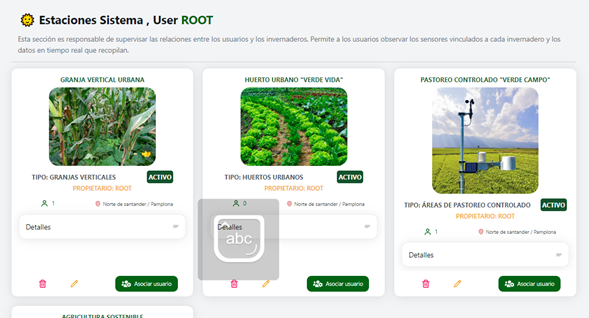 Estaciones Sistema , User ROOT
Esta sección es responsable de supervisar las relaciones entre los usuarios y los invernaderos. Permite a los usuarios observar los sensores vinculados a cada invernadero y los
datos en tiempo real que recopilan.
GRANJA VERTICAL URBANA
TIPO: GRANJAS VERTICALES
ACTIVO
PROPIETARIO: ROOT
1
Norte de santander / Pamplona
Detalles
Asociar usuario
HUERTO URBANO "VERDE VIDA"
TIPO: HUERTOS URBANOS
ACTIVO
PROPIETARIO: ROOT
0
Norte de santander / Pamplona
Detalles
abc
Asociar usuario
PASTOREO CONTROLADO "VERDE CAMPO"
TIPO: ÁREAS DE PASTOREO CONTROLADO
ACTIVO
PROPIETARIO: ROOT
1
Norte de santander / Pamplona
Detalles
Asociar usuario
AGRICULTURA SOSTENIBLE